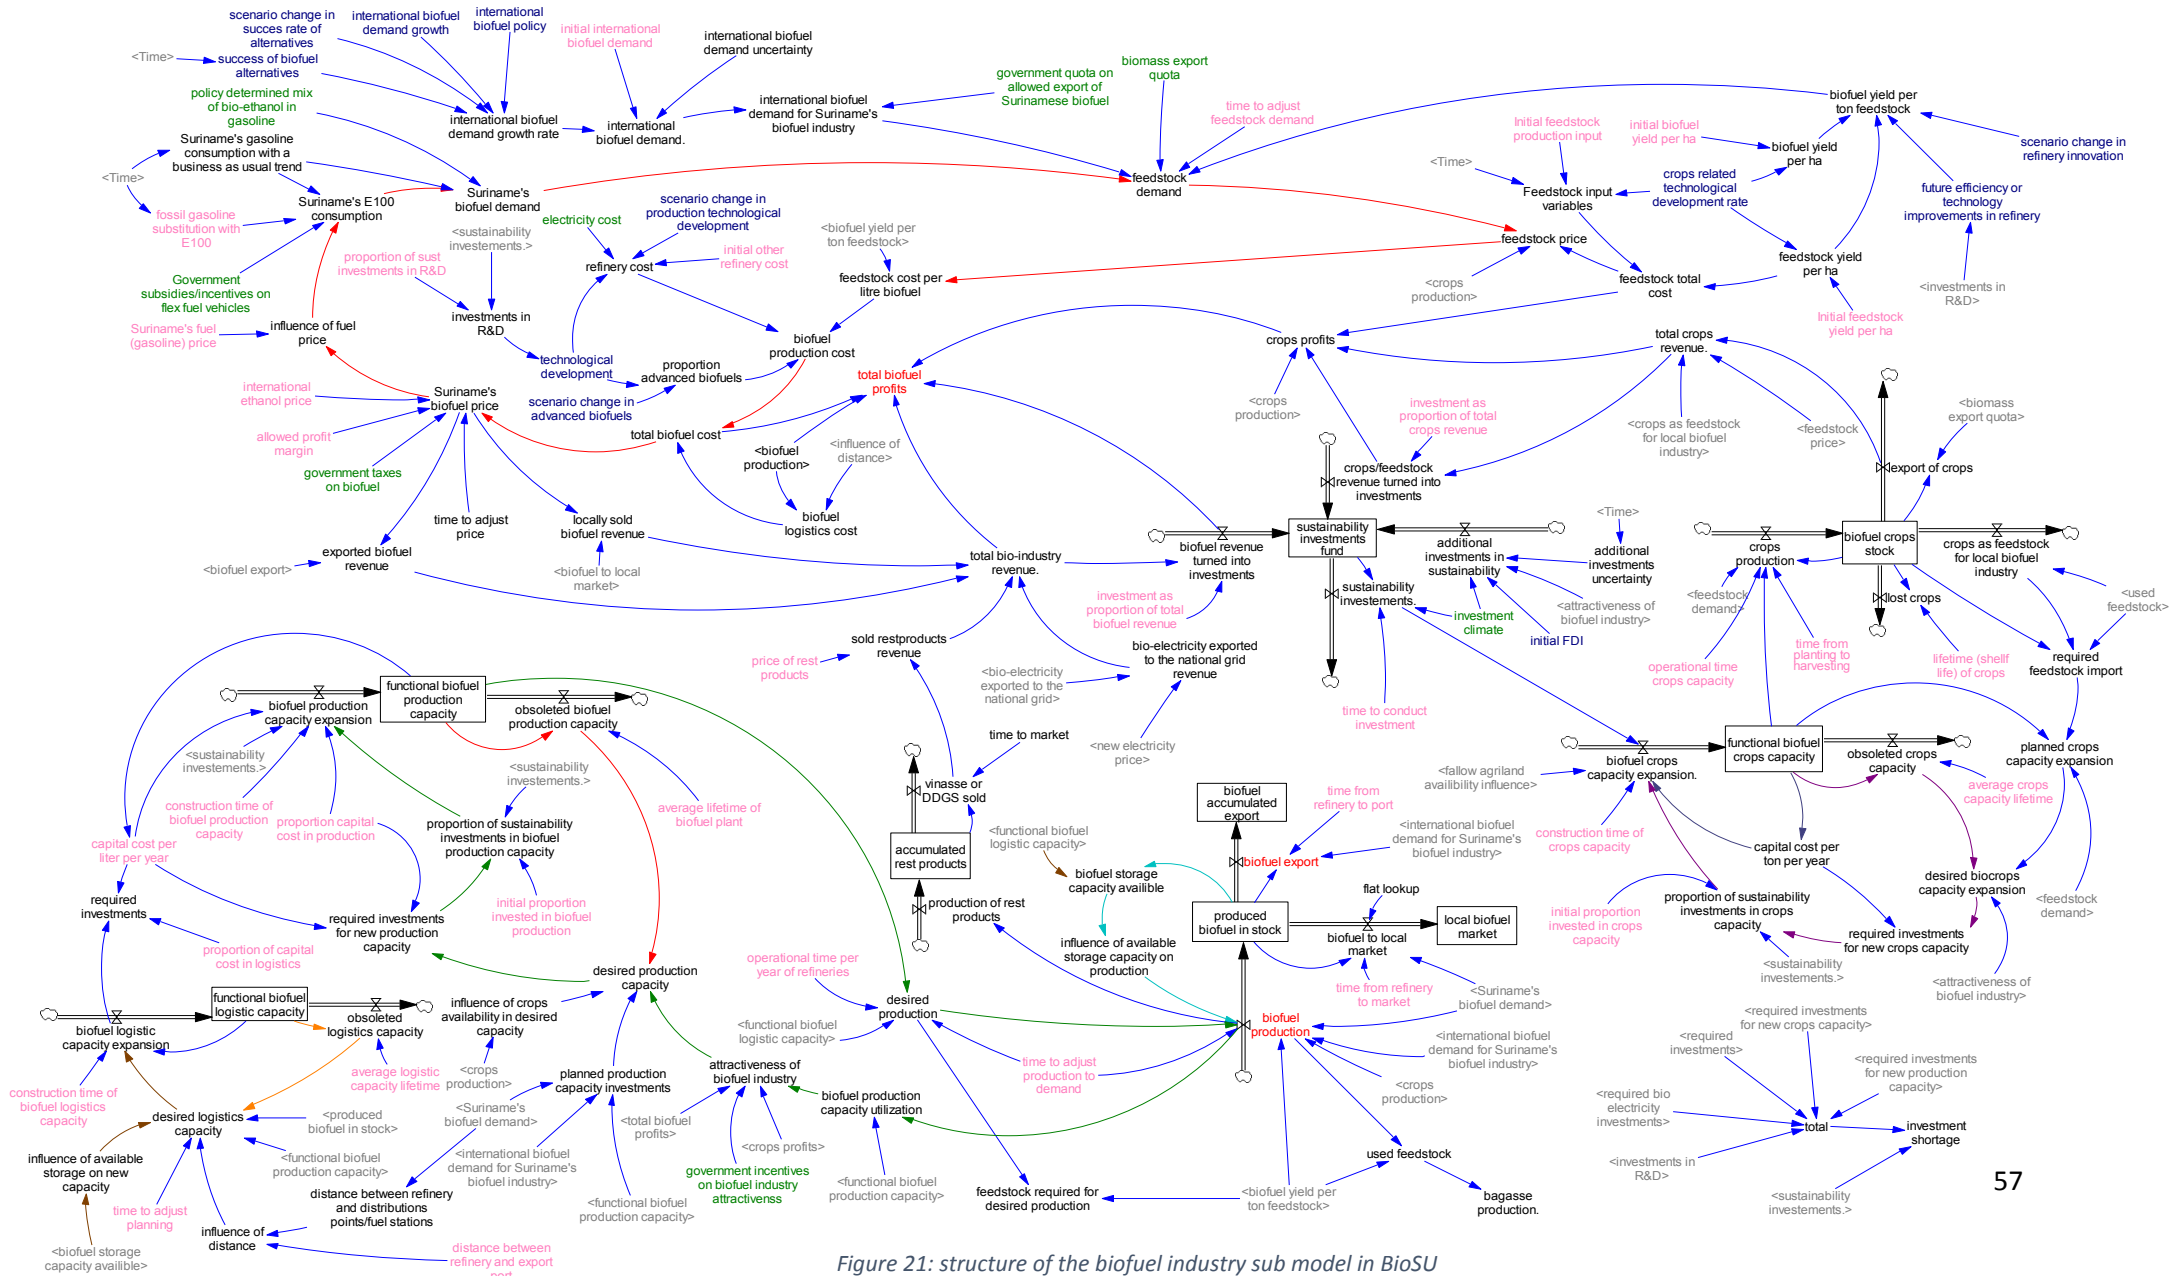 scenario change in
succes rate of
alternatives
international biofuel
demand growth
international
biofuel policy
initial international
biofuel demand
international biofuel
demand uncertainty
<Time>
success of biofuel
alternatives
policy determined mix
of bio-ethanol in
gasoline
international biofuel
demand growth rate
international
biofuel demand.
international biofuel
demand for Suriname's
biofuel industry
government quota on
allowed export of
Surinamese biofuel
biomass export
quota
time to adjust
feedstock demand
biofuel yield per
ton feedstock
Initial feedstock
production input
initial biofuel
yield per ha
biofuel yield
per ha
scenario change in
refinery innovation
Suriname's gasoline
consumption with a
business as usual trend
<Time>
fossil gasoline
substitution with
E100
Suriname's E100
consumption
Suriname's
biofuel demand
feedstock
demand
<Time>
Feedstock input
variables
crops related
technological
development rate
future efficiency or
technology
improvements in refinery
Government
subsidies/incentives on
flex fuel vehicles
proportion of sust
investments in R&D
<sustainability
investements.>
electricity cost
scenario change in
production technological
development
initial other
refinery cost
refinery cost
<biofuel yield per
ton feedstock>
feedstock cost per
litre biofuel
feedstock price
<crops
production>
feedstock total
cost
feedstock yield
per ha
<investments in
R&D>
Initial feedstock
yield per ha
Suriname's fuel
(gasoline) price
influence of fuel
price
investments in
R&D
technological
development
proportion
advanced biofuels
scenario change in
advanced biofuels
biofuel
production cost
total biofuel
profits
crops profits
total crops
revenue.
international
ethanol price
allowed profit
margin
government taxes
on biofuel
Suriname's
biofuel price
time to adjust
price
total biofuel cost
<biofuel
production>
<influence of
distance>
biofuel
logistics cost
<crops
production>
investment as
proportion of total
crops revenue
crops/feedstock
revenue turned into
investments
<crops as feedstock
for local biofuel
industry>
<feedstock
price>
<biomass
export quota>
export of crops
<biofuel export>
exported biofuel
revenue
locally sold
biofuel revenue
<biofuel to local
market>
total bio-industry
revenue.
biofuel revenue
turned into
investments
investment as
proportion of total
biofuel revenue
sustainability
investments
fund
additional
investments in
sustainability
<Time>
additional
investments
uncertainty
<attractiveness of
biofuel industry>
sustainability
investements.
investment
climate
initial FDI
time to conduct
investment
crops
production
<feedstock
demand>
operational time
crops capacity
time from
planting to
harvesting
biofuel crops
stock
crops as feedstock
for local biofuel
industry
lost crops
lifetime (shellf
life) of crops
<used
feedstock>
required
feedstock import
price of rest
products
sold restproducts
revenue
<bio-electricity
exported to the
national grid>
bio-electricity exported
to the national grid
revenue
<new electricity
price>
functional biofuel
production
capacity
biofuel production
capacity expansion
obsoleted biofuel
production capacity
<sustainability
investements.>
<sustainability
investements.>
construction time of
biofuel production
capacity
proportion capital
cost in production
proportion of sustainability
investments in biofuel
production capacity
average lifetime of
biofuel plant
capital cost per
liter per year
required
investments
required investments
for new production
capacity
initial proportion
invested in biofuel
production
proportion of capital
cost in logistics
time to market
vinasse or
DDGS sold
accumulated
rest products
production of rest
products
<functional biofuel
logistic capacity>
biofuel storage
capacity availible
influence of available
storage capacity on
production
biofuel
accumulated
export
biofuel export
time from
refinery to port
<international biofuel
demand for Suriname's
biofuel industry>
flat lookup
produced
biofuel in stock
biofuel to local
market
local biofuel
market
time from refinery
to market
<Suriname's
biofuel demand>
functional biofuel
crops capacity
biofuel crops
capacity expansion.
obsoleted crops
capacity
planned crops
capacity expansion
<fallow agriland
availibility influence>
construction time of
crops capacity
average crops
capacity lifetime
capital cost per
ton per year
desired biocrops
capacity expansion
<feedstock
demand>
initial proportion
invested in crops
capacity
proportion of sustainability
investments in crops
capacity
required investments
for new crops capacity
<sustainability
investements.>
<attractiveness of
biofuel industry>
functional biofuel
logistic capacity
biofuel logistic
capacity expansion
obsoleted
logistics capacity
construction time of
biofuel logistics
capacity
average logistic
capacity lifetime
desired logistics
capacity
<produced
biofuel in stock>
<functional biofuel
production capacity>
influence of available
storage on new
capacity
time to adjust
planning
<biofuel storage
capacity availible>
influence of
distance
distance between refinery
and distributions
points/fuel stations
distance between
refinery and export
port
influence of crops
availability in desired
capacity
<crops
production>
desired production
capacity
planned production
capacity investments
<Suriname's
biofuel demand>
<international biofuel
demand for Suriname's
biofuel industry>
<functional biofuel
production capacity>
attractiveness of
biofuel industry
<total biofuel
profits>
<crops profits>
government incentives
on biofuel industry
attractivenss
operational time per
year of refineries
<functional biofuel
logistic capacity>
desired
production
time to adjust
production to
demand
biofuel production
capacity utilization
<functional biofuel
production capacity>
feedstock required for
desired production
<biofuel yield per
ton feedstock>
biofuel
production
<international biofuel
demand for Suriname's
biofuel industry>
<crops
production>
used feedstock
bagasse
production.
<required
investments>
<required investments
for new crops capacity>
<required investments
for new production
capacity>
<required bio
electricity
investments>
<investments in
R&D>
total
investment
shortage
<sustainability
investements.>
57
Figure 21: structure of the biofuel industry sub model in BioSU